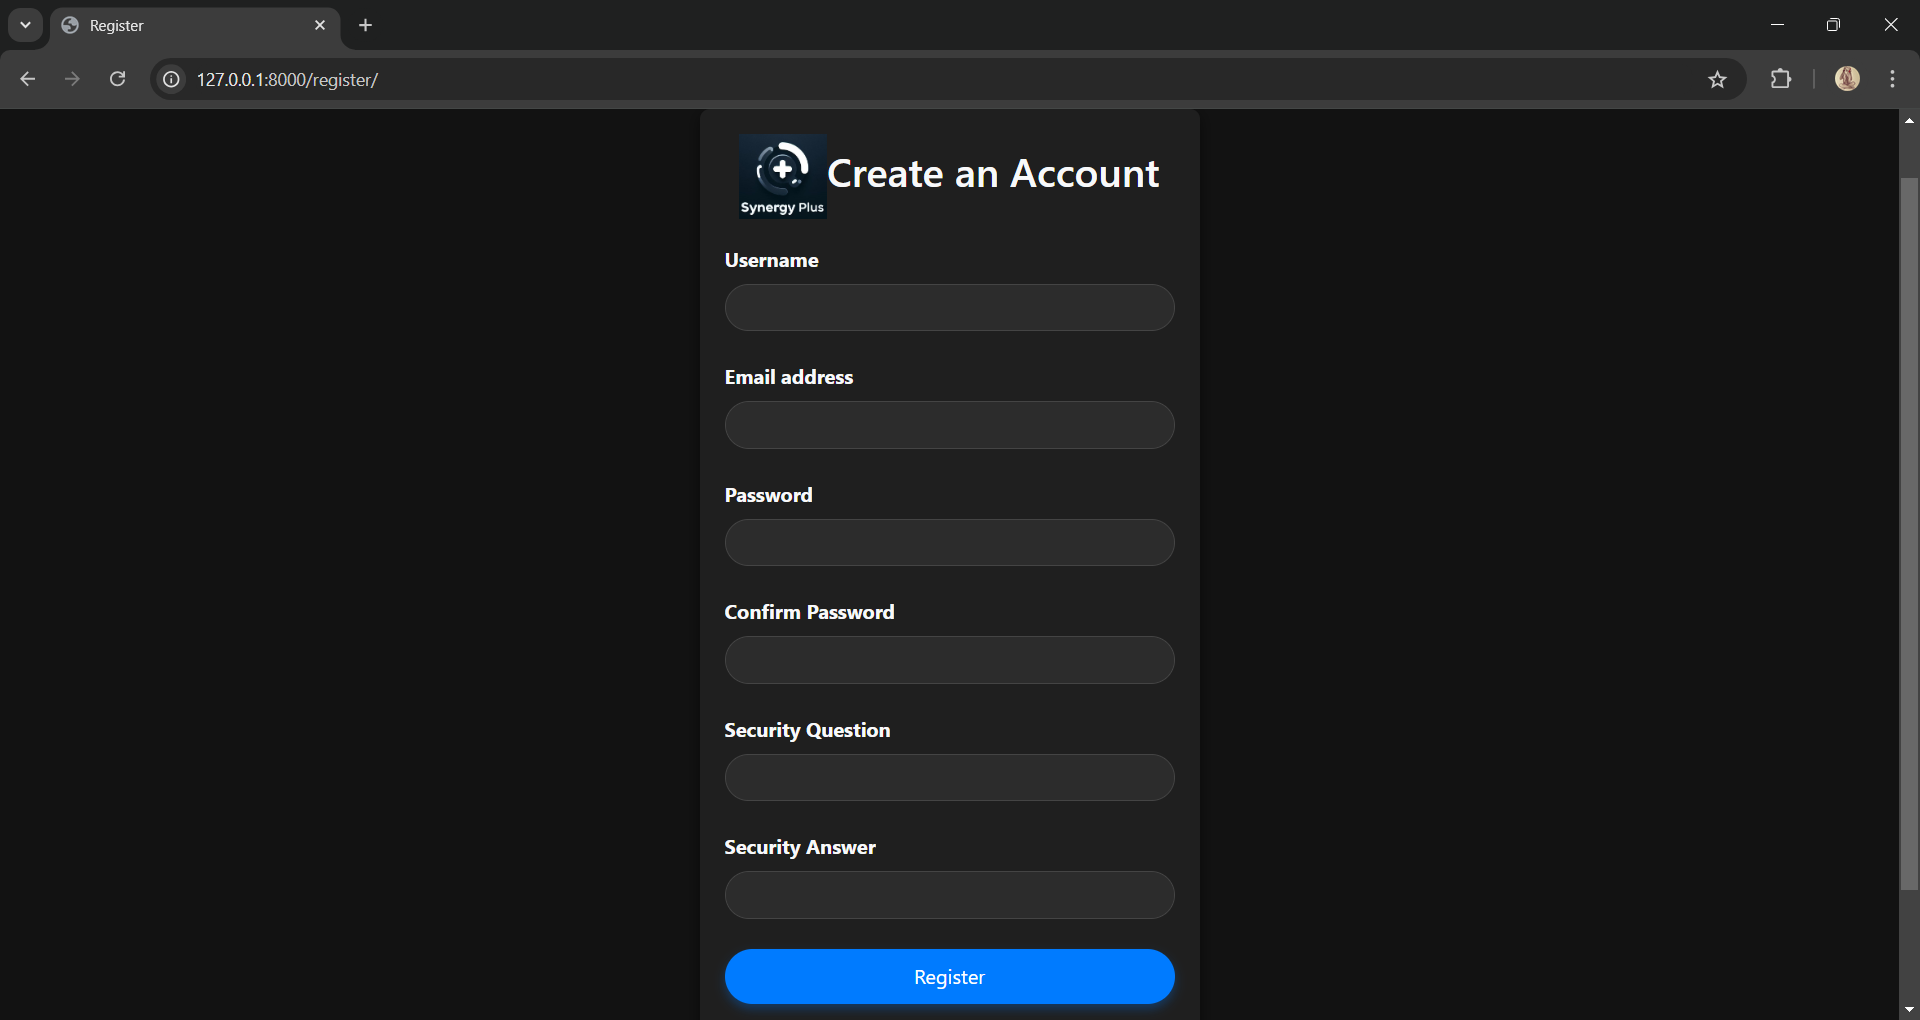 Register
127.0.0.1:8000/register/
Synergy Plus
Create an Account
Username
Email address
Password
Confirm Password
Security Question
Security Answer
Register